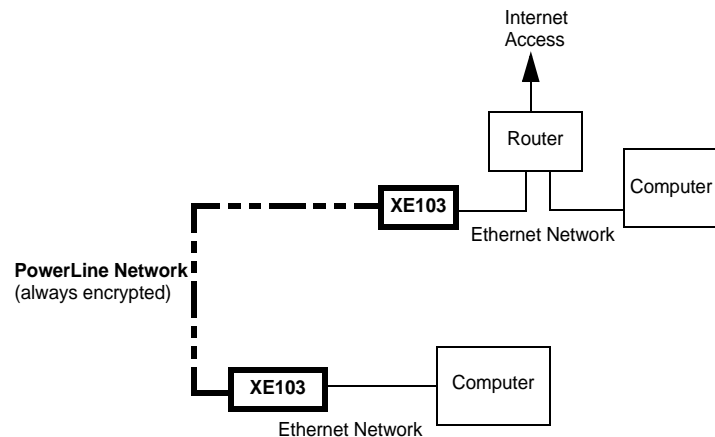 Internet
Access
Router
Computer
XE103
Ethernet Network
PowerLine Network
(always encrypted)
XE103
Computer
Ethernet Network